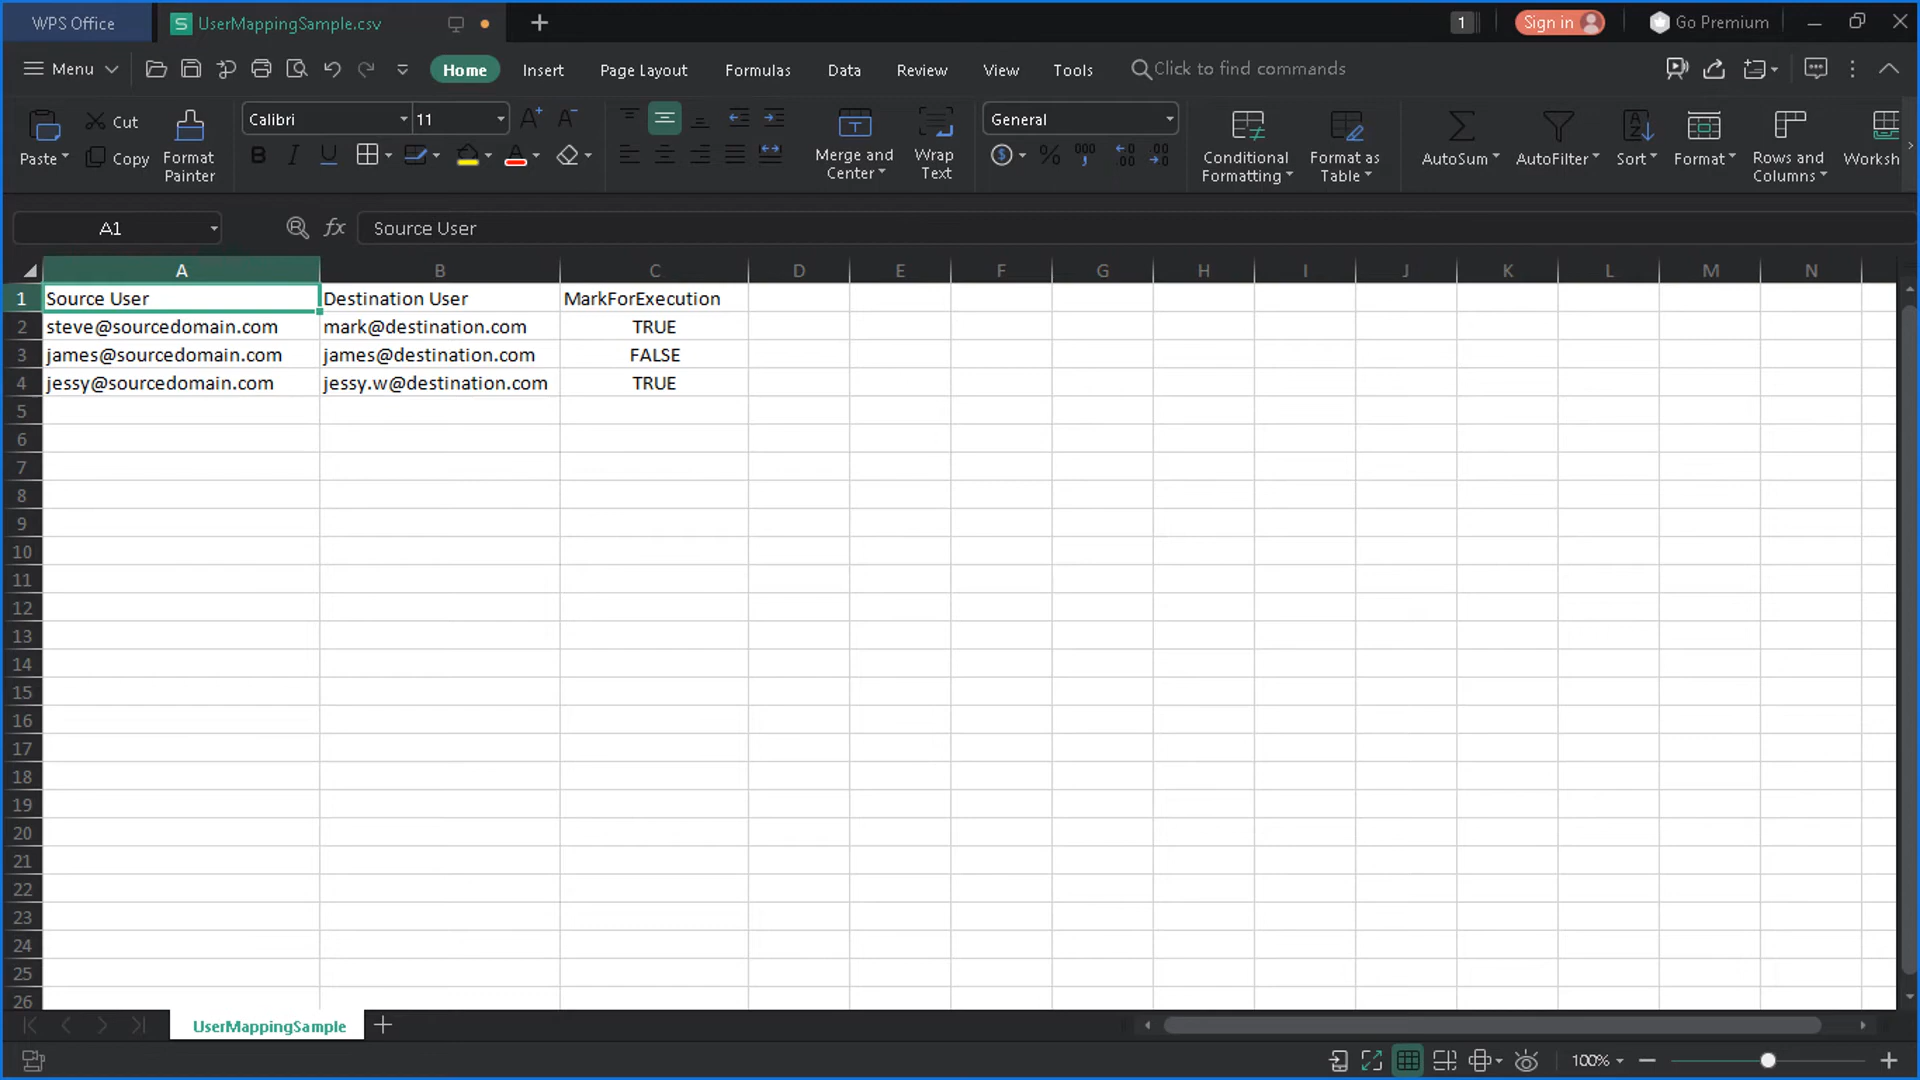 WPS Office UserMappingSample.csv 1 Sign in Go Premium
Menu Home Insert Page Layout Formulas Data Review View Tools Click to find commands
Paste Cut Copy Format Painter Calibri 11 Merge and Center Wrap Text General Conditional Formatting Format as Table AutoSum AutoFilter Sort Format Rows and Columns Worksh
A1 fx Source User
A B C D E F G H I J K L M N
1 Source User Destination User MarkForExecution
2 steve@sourcedomain.com mark@destination.com TRUE
3 james@sourcedomain.com james@destination.com FALSE
4 jessy@sourcedomain.com jessy.w@destination.com TRUE
5
6
7
8
9
10
11
12
13
14
15
16
17
18
19
20
21
22
23
24
25
26
UserMappingSample
100%